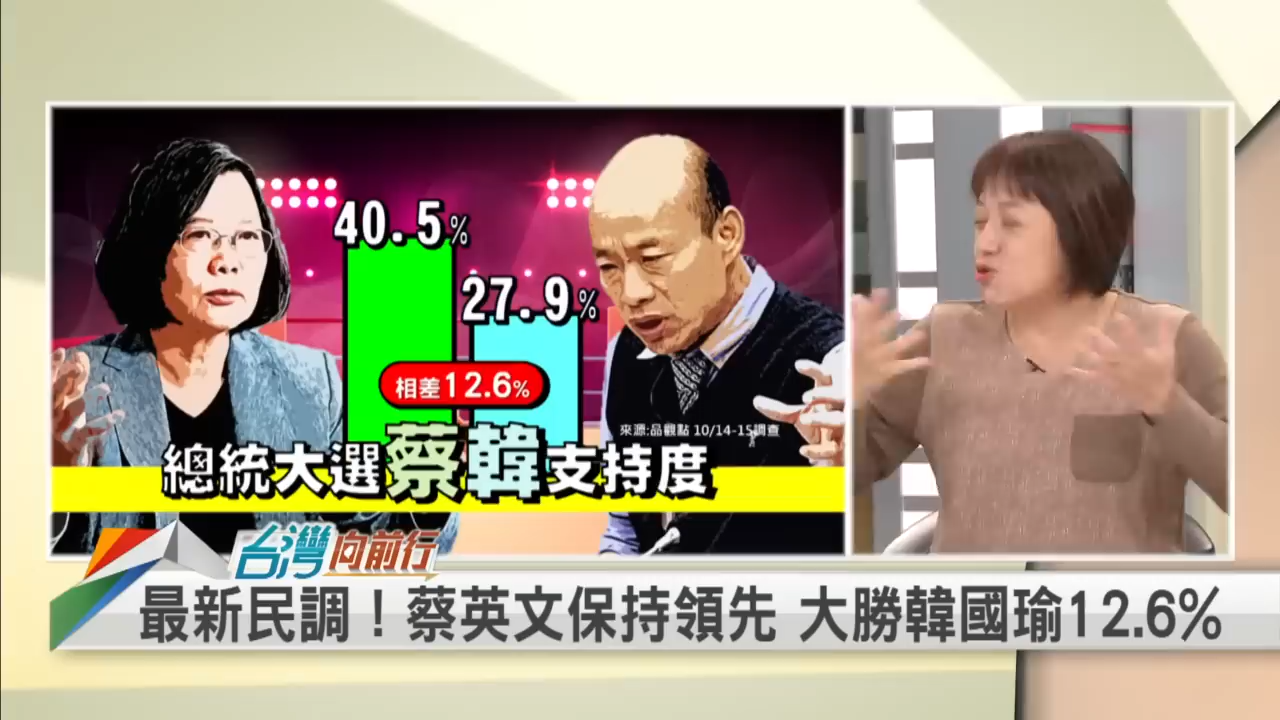 40.5%
27.9%
相差12.6%
來源:品觀點 10/14-15調查
總統大選蔡韓支持度
台灣向前行
最新民調！蔡英文保持領先 大勝韓國瑜12.6%